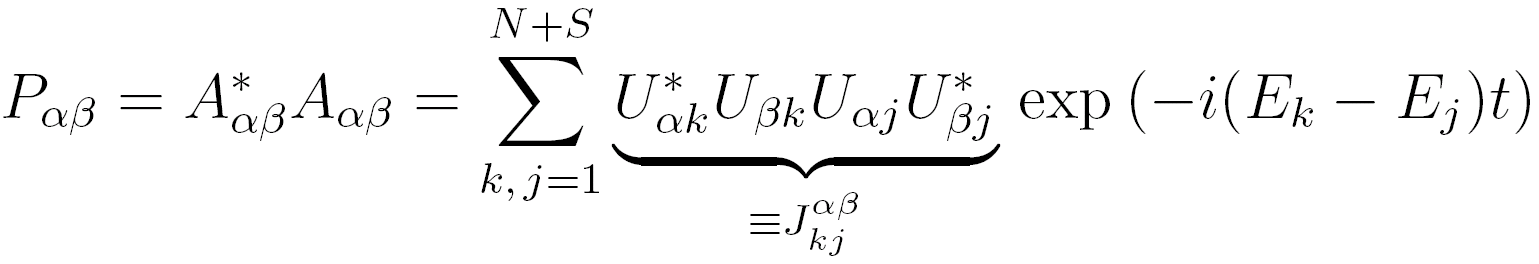 $P_{\alpha\beta} = A^*_{\alpha\beta} A_{\alpha\beta} = \sum_{k,\,j=1}^{N+S} \underbrace{U^*_{\alpha k} U_{\beta k} U_{\alpha j} U^*_{\beta j}}_{\equiv J^{\alpha\beta}_{kj}} \exp\left(-i(E_k - E_j)t\right)$